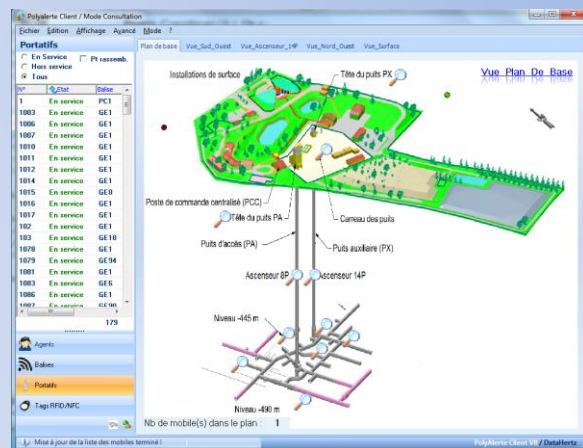 Polyalerte Client / Mode Consultation
Fichier Edition Affichage Avancé Mode ?
Portatifs
En Service
Pt rassemb.
Hors service
Tous
N° Etat Balise
1 En service PC1
1003 En service GE1
1006 En service GE1
1007 En service GE1
1010 En service GE1
1011 En service GE1
1012 En service GE1
1014 En service GE1
1015 En service GE8
1016 En service GE1
1017 En service GE1
102 En service GE1
103 En service GE18
1078 En service GE1
1079 En service GE94
1081 En service GE1
1083 En service GE6
1086 En service GE1
1087 En service GE90
179
Agents
Balises
Portatifs
Tags RFID/NFC
Mise à jour de la liste des mobiles terminé !
Plan de base Vue_Sud_Ouest Vue_Ascenseur_14P Vue_Nord_Ouest Vue_Surface
Installations de surface
Tête du puits PX
Vue Plan De Base
Poste de commande centralisé (PCC)
Tête du puits PA
Carreau des puits
Puits d'accès (PA)
Puits auxiliaire (PX)
Ascenseur 8P
Ascenseur 14P
Niveau -445 m
Niveau -490 m
Nb de mobile(s) dans le plan : 1
PolyAlerte Client V8 / DataHertz